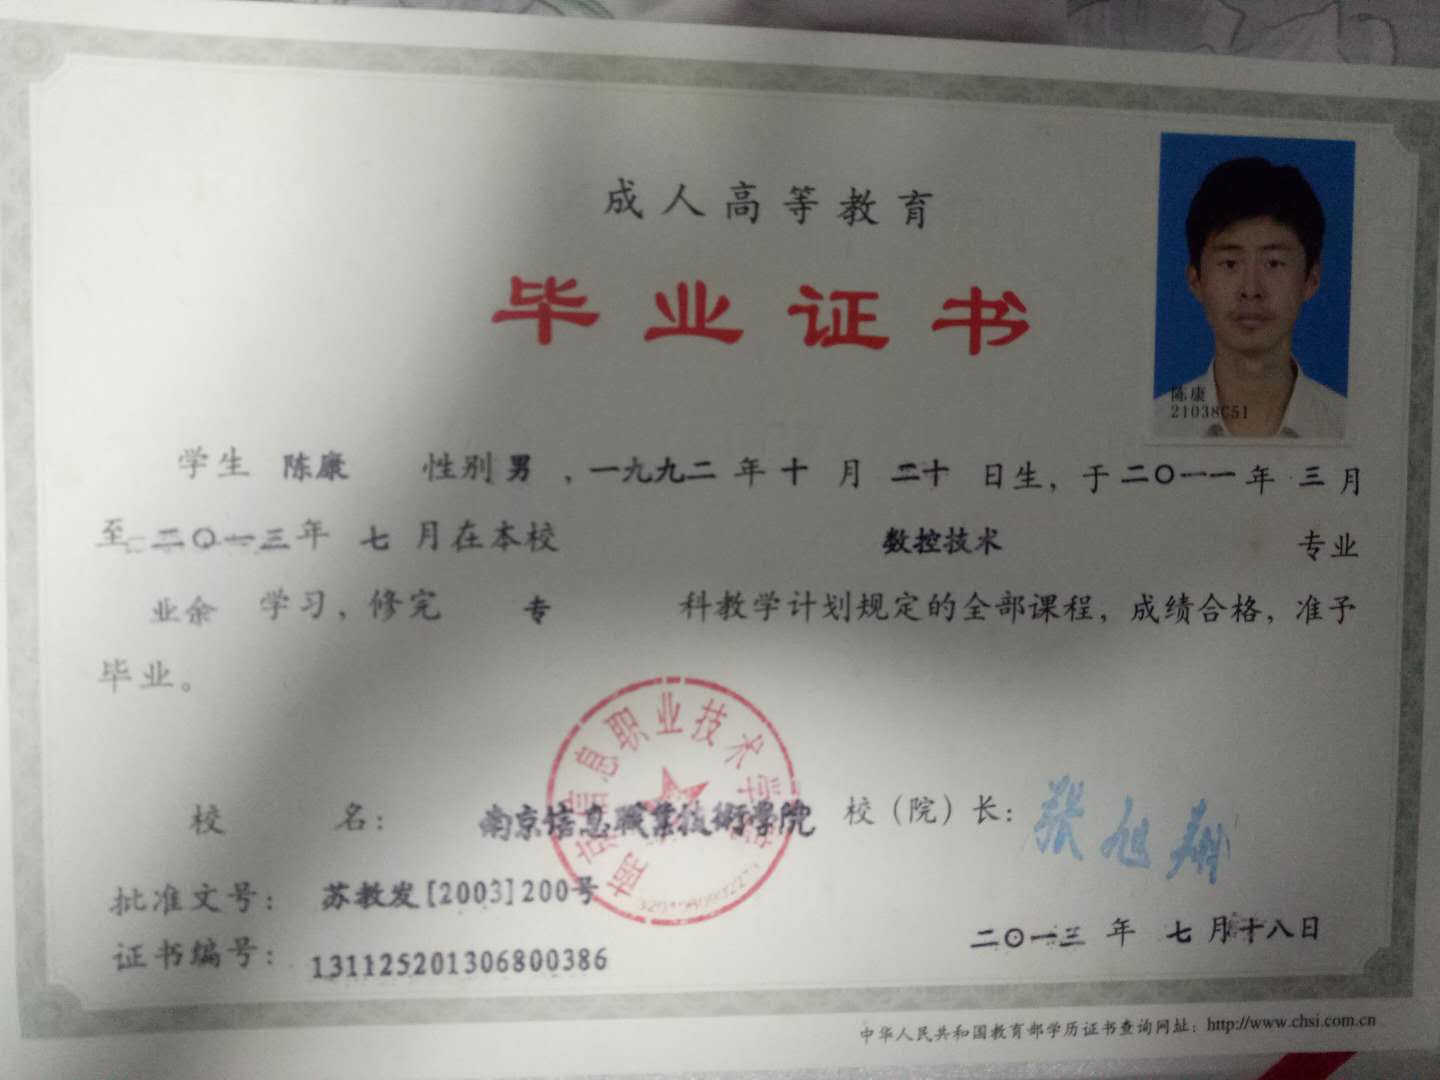 成人高等教育
毕业证书
陈康
21038C51
学生 陈康 性别 男 ，一九九二 年 十 月 二十 日生，于 二〇一一 年 三 月
至 二〇一三 年 七 月在本校 数控技术 专业
业余 学习，修完 专 科教学计划规定的全部课程，成绩合格，准予
毕业。
南京信息职业技术学院
校 名： 南京信息職業技術學院 校（院）长： 张旭翔
批准文号： 苏教发[2003]200号
证书编号： 131125201306800386
二〇一三 年 七 月十八日
中华人民共和国教育部学历证书查询网址：http://www.chsi.com.cn